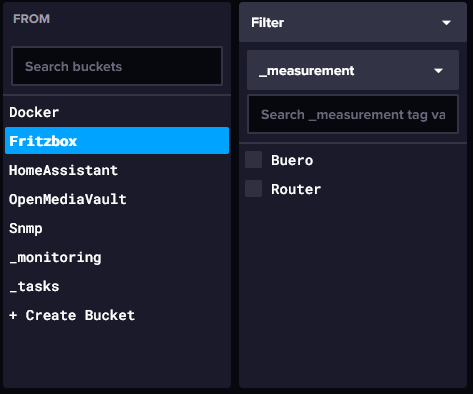 FROM
Search buckets
Docker
Fritzbox
HomeAssistant
OpenMediaVault
Snmp
_monitoring
_tasks
+ Create Bucket
Filter
_measurement
Search _measurement tag va
Buero
Router